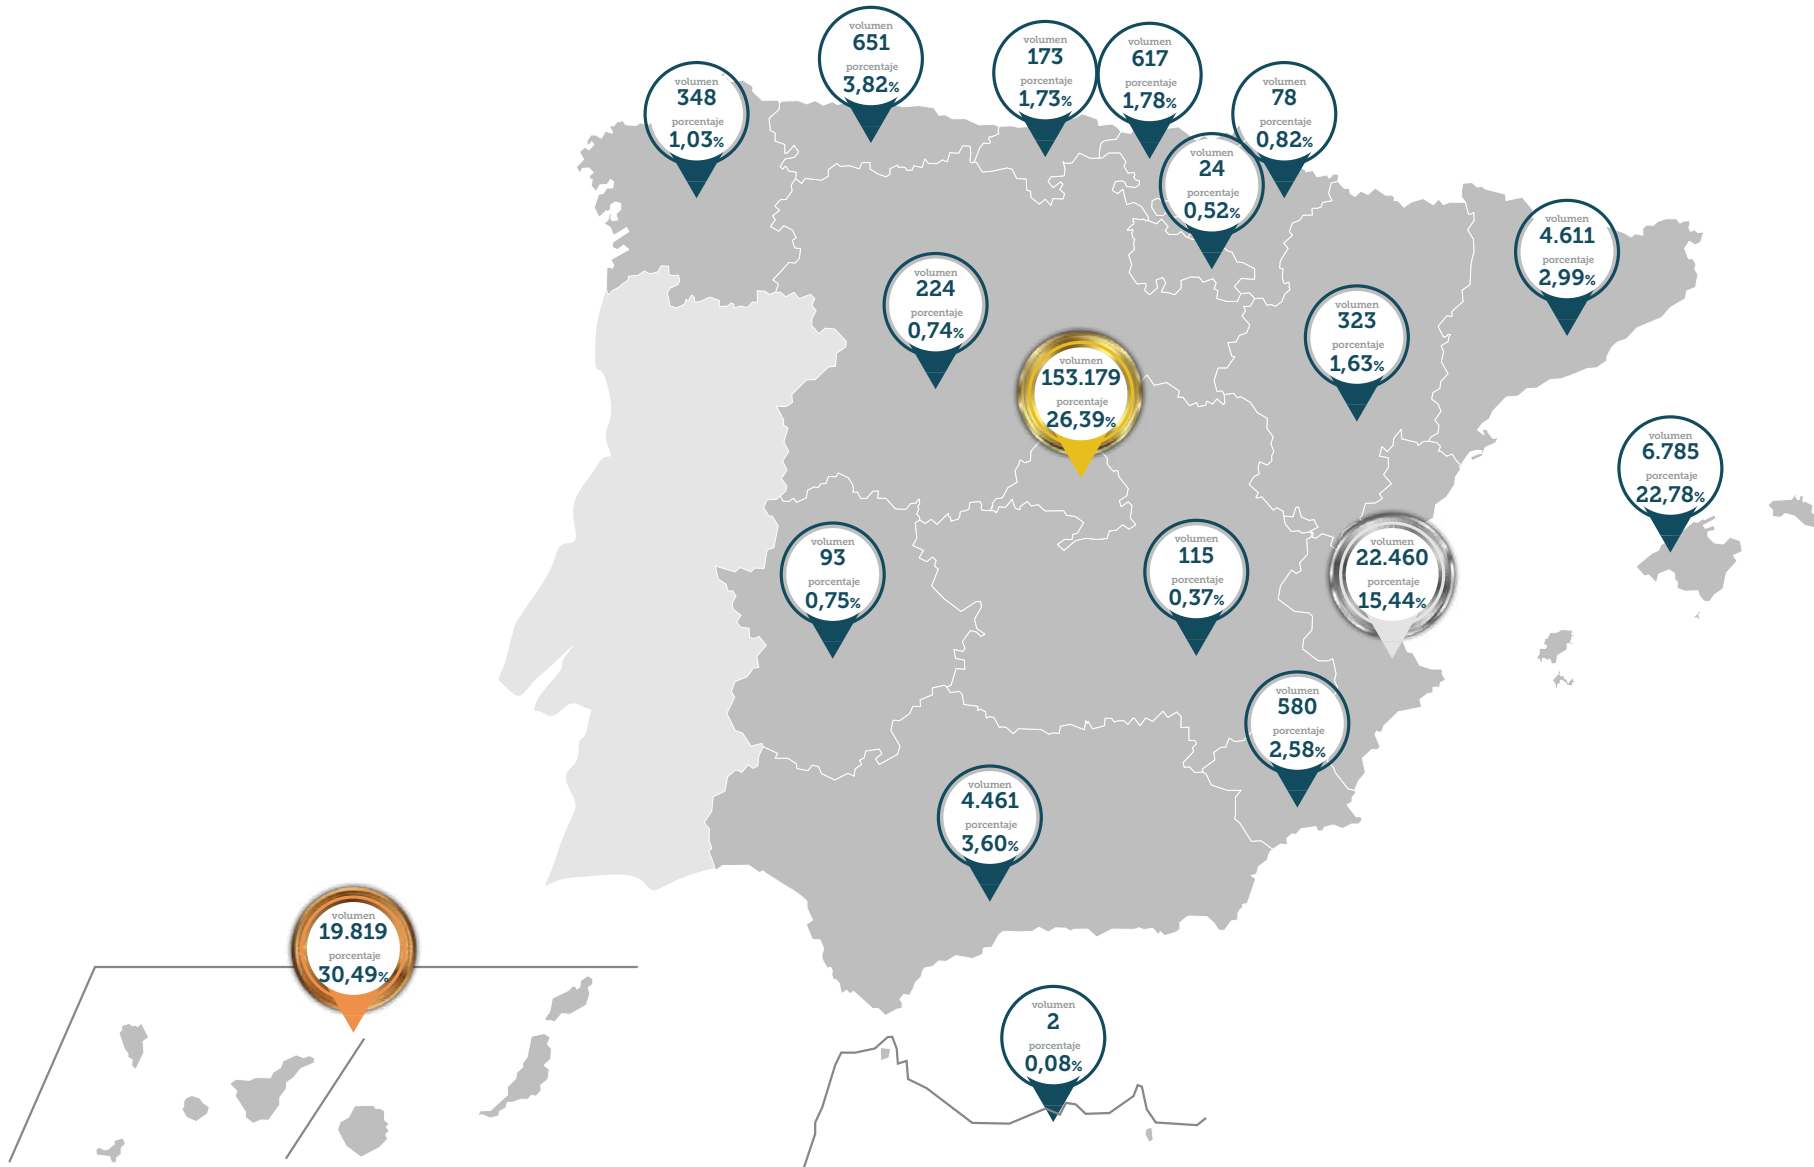 volumen
651
porcentaje
3,82%
volumen
173
porcentaje
1,73%
volumen
617
porcentaje
1,78%
volumen
348
porcentaje
1,03%
volumen
78
porcentaje
0,82%
volumen
24
porcentaje
0,52%
volumen
4.611
porcentaje
2,99%
volumen
224
porcentaje
0,74%
volumen
323
porcentaje
1,63%
volumen
153.179
porcentaje
26,39%
volumen
6.785
porcentaje
22,78%
volumen
93
porcentaje
0,75%
volumen
115
porcentaje
0,37%
volumen
22.460
porcentaje
15,44%
volumen
580
porcentaje
2,58%
volumen
4.461
porcentaje
3,60%
volumen
19.819
porcentaje
30,49%
volumen
2
porcentaje
0,08%